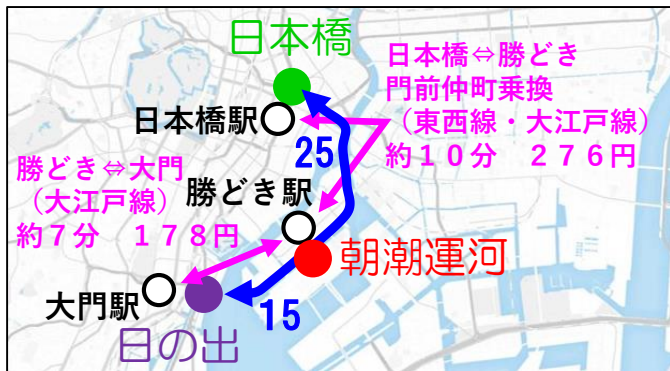 日本橋
日本橋⇔勝どき
門前仲町乗換
（東西線・大江戸線）
約１０分　２７６円
日本橋駅
25
勝どき⇔大門
（大江戸線）
約７分　１７８円
勝どき駅
朝潮運河
大門駅
15
日の出